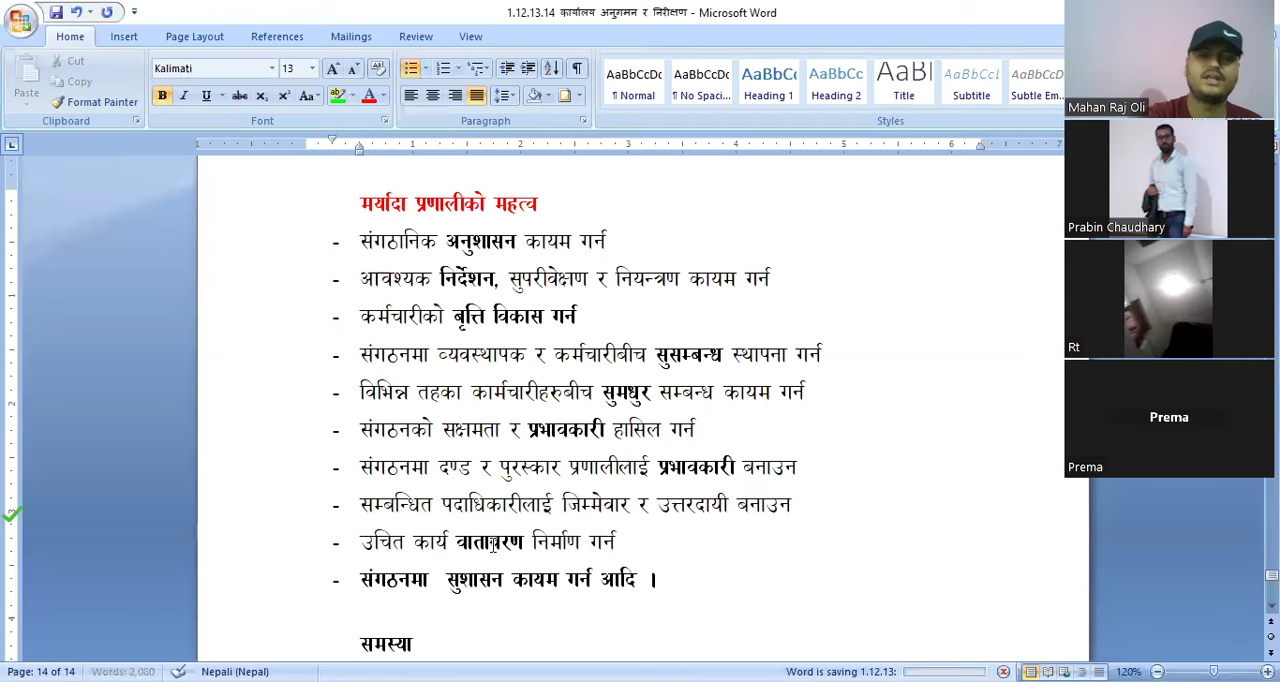 1.12.13.14 कार्यालय अनुगमन र निरीक्षण - Microsoft Word
Home Insert Page Layout References Mailings Review View
Cut
Copy
Paste
Format Painter
Clipboard
Kalimati 13
Font
Paragraph
AaBbCcDc AaBbCcDc AaBbCc AaBbCc AaBl AaBbCcL AaBbCcDc
¶ Normal ¶ No Spaci... Heading 1 Heading 2 Title Subtitle Subtle Em...
Styles
मर्यादा प्रणालीको महत्व
- संगठानिक अनुशासन कायम गर्न
- आवश्यक निर्देशन, सुपरीवेक्षण र नियन्त्रण कायम गर्न
- कर्मचारीको बृत्ति विकास गर्न
- संगठनमा व्यवस्थापक र कर्मचारीबीच सुसम्बन्ध स्थापना गर्न
- विभिन्न तहका कार्मचारीहरुबीच सुमधुर सम्बन्ध कायम गर्न
- संगठनको सक्षमता र प्रभावकारी हासिल गर्न
- संगठनमा दण्ड र पुरस्कार प्रणालीलाई प्रभावकारी बनाउन
- सम्बन्धित पदाधिकारीलाई जिम्मेवार र उत्तरदायी बनाउन
- उचित कार्य वातावरण निर्माण गर्न
- संगठनमा सुशासन कायम गर्न आदि ।
समस्या
Page: 14 of 14 Words: 2,080 Nepali (Nepal) Word is saving 1.12.13: 120%
Mahan Raj Oli
Prabin Chaudhary
Rt
Prema
Prema